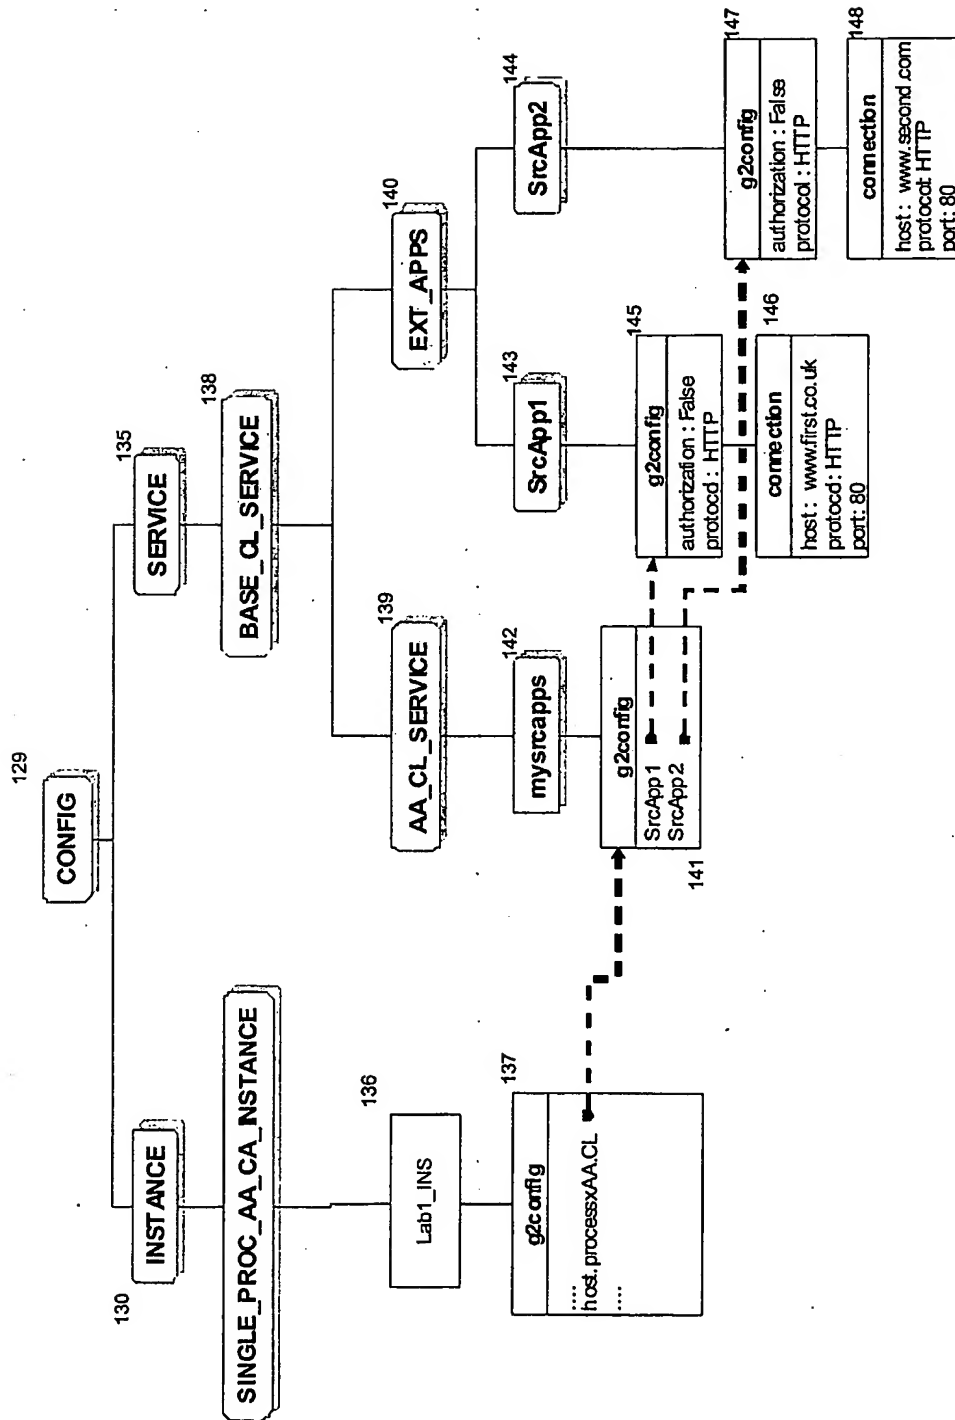 129
CONFIG
130
INSTANCE
135
SERVICE
SINGLE_PROC_AA_CA_INSTANCE
138
BASE_CL_SERVICE
136
Lab1_INS
139
AA_CL_SERVICE
140
EXT_APPS
137
g2config
....
host.processxAA.CL
....
142
mysrcapps
g2config
SrcApp1
SrcApp2
141
143
SrcApp1
144
SrcApp2
145
g2config
authorization : False
protocol : HTTP
146
connection
host : www.first.co.uk
protocol: HTTP
port: 80
147
g2config
authorization : False
protocol : HTTP
148
connection
host : www.second.com
protocol: HTTP
port: 80